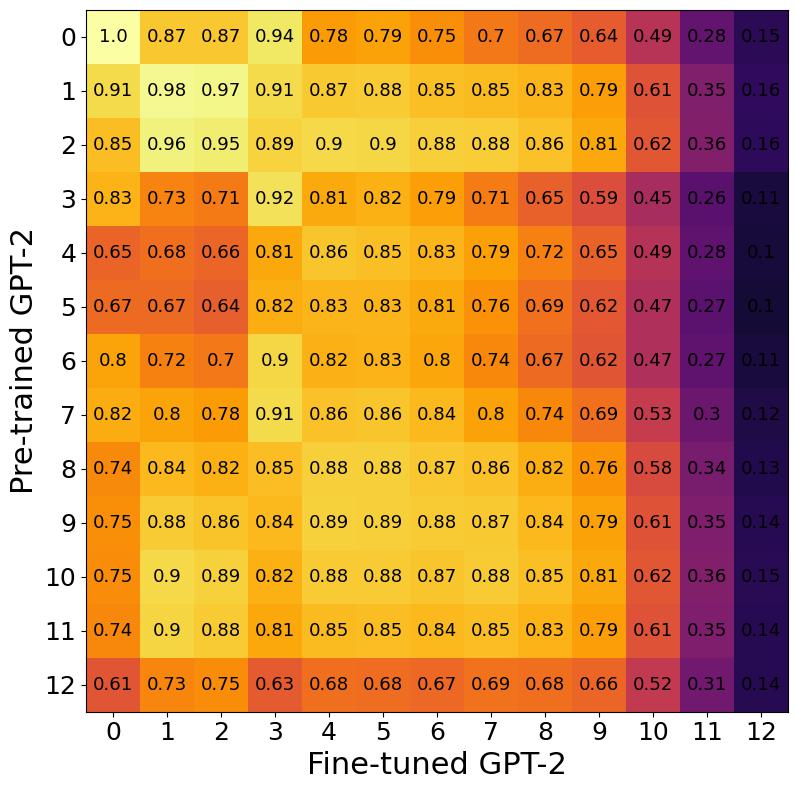 Pre-trained GPT-2
0 1.0 0.87 0.87 0.94 0.78 0.79 0.75 0.7 0.67 0.64 0.49 0.28 0.15
1 0.91 0.98 0.97 0.91 0.87 0.88 0.85 0.85 0.83 0.79 0.61 0.35 0.16
2 0.85 0.96 0.95 0.89 0.9 0.9 0.88 0.88 0.86 0.81 0.62 0.36 0.16
3 0.83 0.73 0.71 0.92 0.81 0.82 0.79 0.71 0.65 0.59 0.45 0.26 0.11
4 0.65 0.68 0.66 0.81 0.86 0.85 0.83 0.79 0.72 0.65 0.49 0.28 0.1
5 0.67 0.67 0.64 0.82 0.83 0.83 0.81 0.76 0.69 0.62 0.47 0.27 0.1
6 0.8 0.72 0.7 0.9 0.82 0.83 0.8 0.74 0.67 0.62 0.47 0.27 0.11
7 0.82 0.8 0.78 0.91 0.86 0.86 0.84 0.8 0.74 0.69 0.53 0.3 0.12
8 0.74 0.84 0.82 0.85 0.88 0.88 0.87 0.86 0.82 0.76 0.58 0.34 0.13
9 0.75 0.88 0.86 0.84 0.89 0.89 0.88 0.87 0.84 0.79 0.61 0.35 0.14
10 0.75 0.9 0.89 0.82 0.88 0.88 0.87 0.88 0.85 0.81 0.62 0.36 0.15
11 0.74 0.9 0.88 0.81 0.85 0.85 0.84 0.85 0.83 0.79 0.61 0.35 0.14
12 0.61 0.73 0.75 0.63 0.68 0.68 0.67 0.69 0.68 0.66 0.52 0.31 0.14
0 1 2 3 4 5 6 7 8 9 10 11 12
Fine-tuned GPT-2